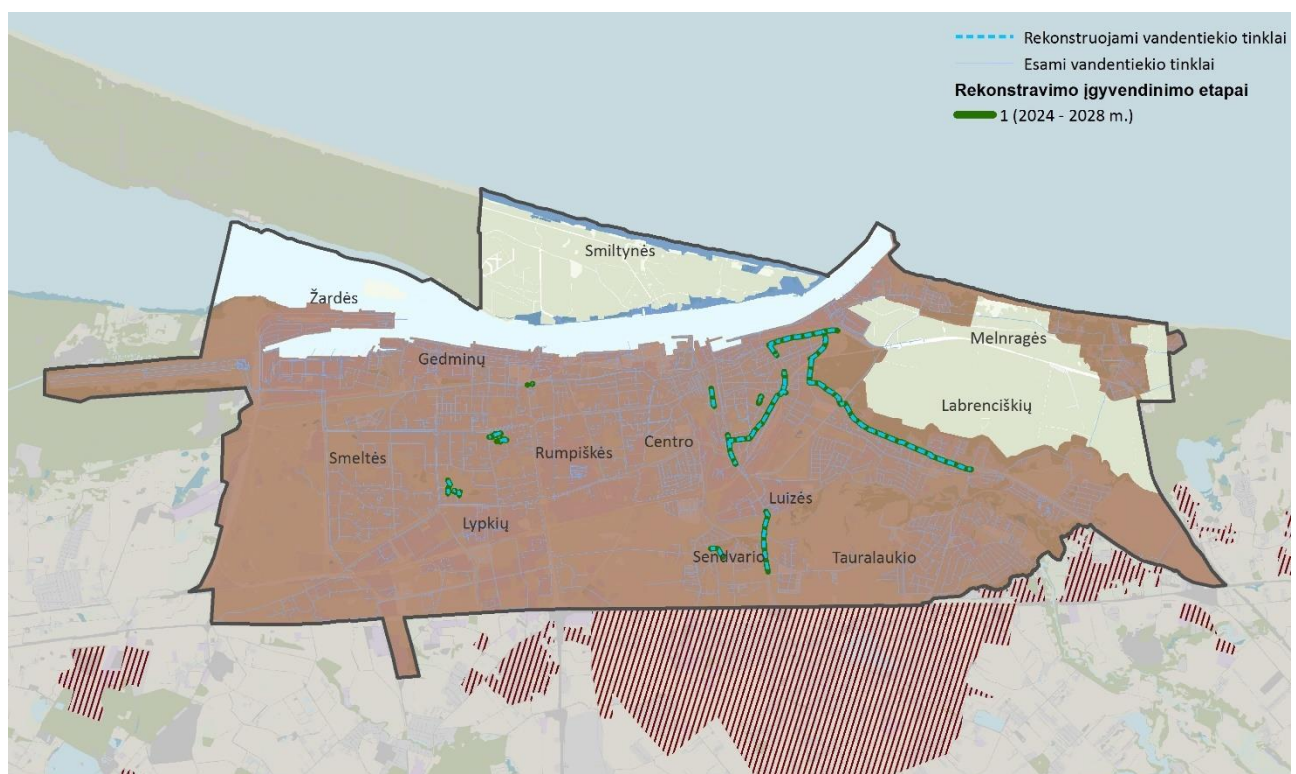 Rekonstruojami vandentiekio tinklai
Esami vandentiekio tinklai
Rekonstravimo įgyvendinimo etapai
1 (2024 - 2028 m.)
Smiltynės
Žardės
Melnragės
Gedminų
Labrenciškių
Centro
Rumpiškės
Smeltės
Luizės
Lypkių
Sendvario
Tauralaukio